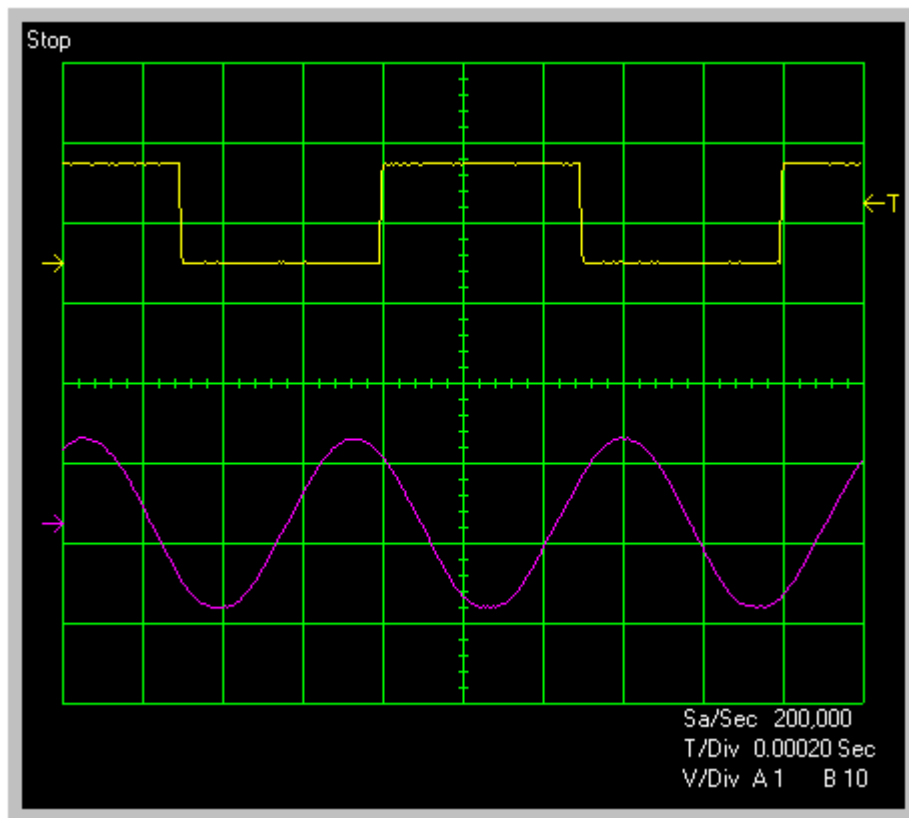 Stop
T
Sa/Sec 200,000
T/Div 0.00020 Sec
V/Div A 1 B 10